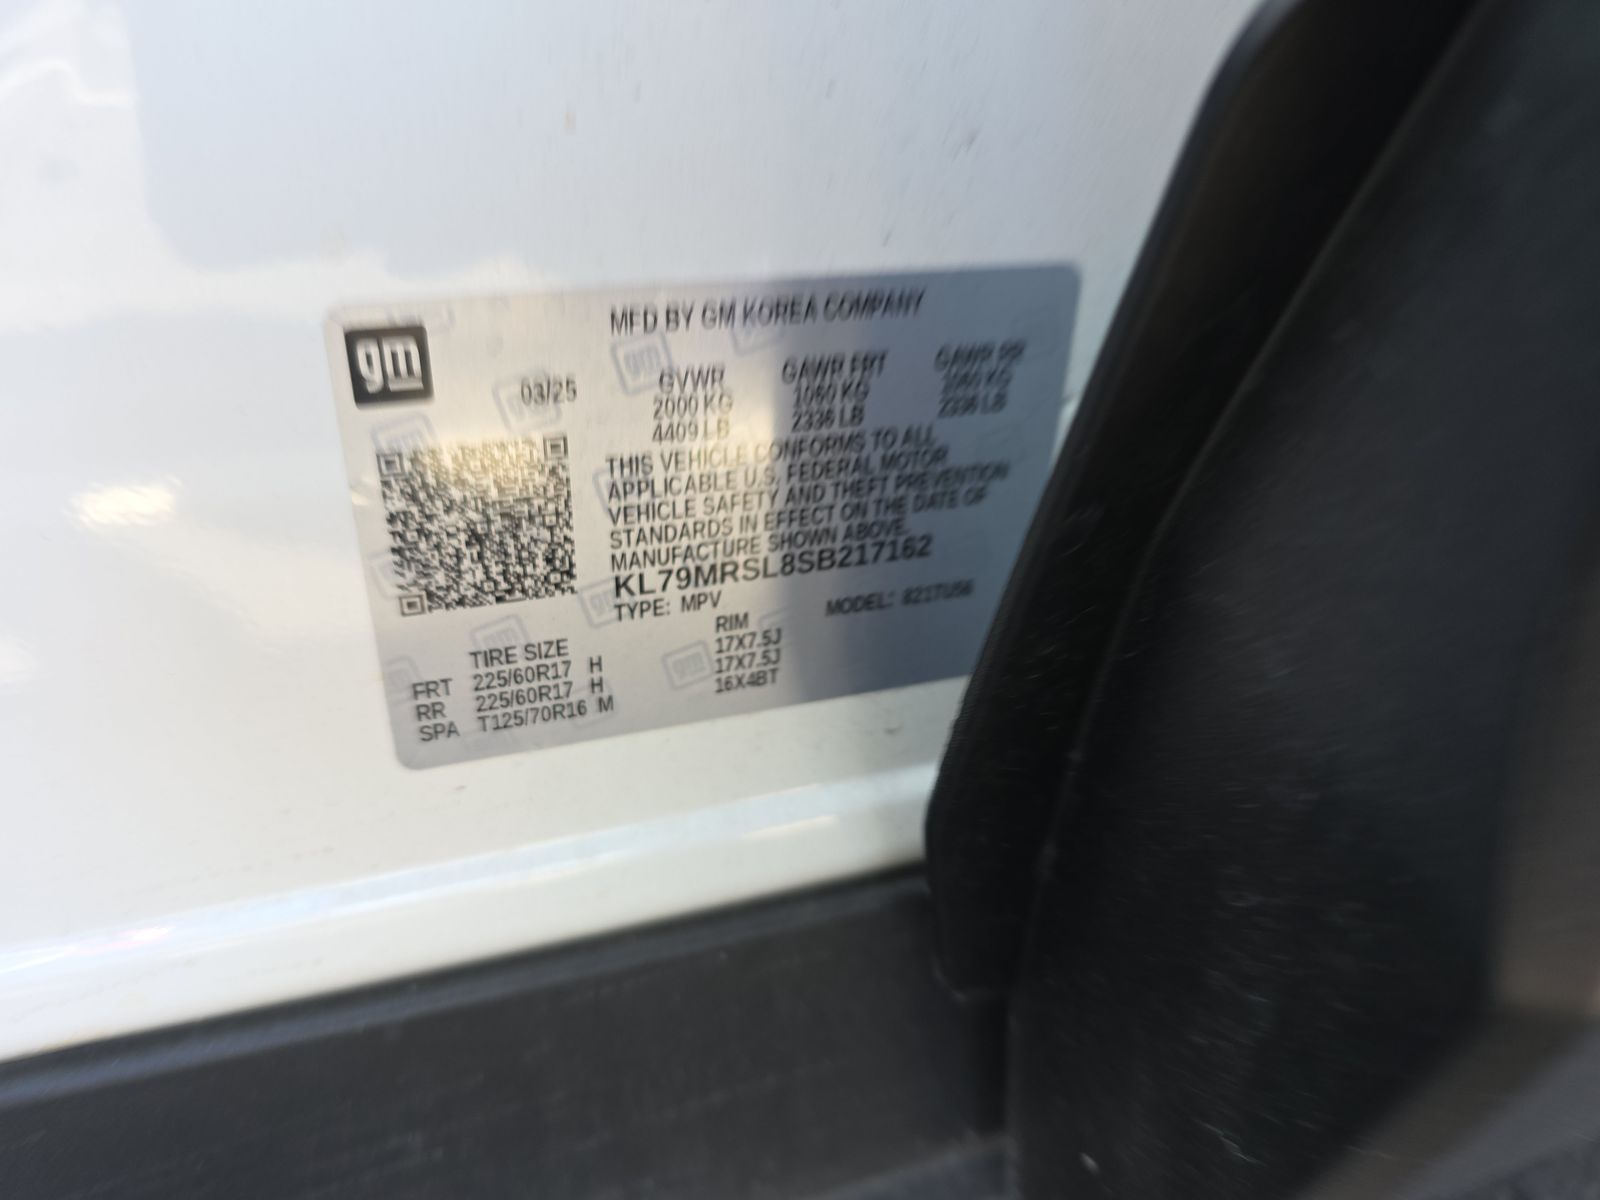 gm
MFD BY GM KOREA COMPANY
03/25
GVWR GAWR FRT GAWR RR
2000 KG 1060 KG 1060 KG
4409 LB 2336 LB 2336 LB
THIS VEHICLE CONFORMS TO ALL
APPLICABLE U.S. FEDERAL MOTOR
VEHICLE SAFETY AND THEFT PREVENTION
STANDARDS IN EFFECT ON THE DATE OF
MANUFACTURE SHOWN ABOVE.
KL79MRSL8SB217162
TYPE: MPV MODEL:
TIRE SIZE RIM
FRT 225/60R17 H 17X7.5J
RR 225/60R17 H 17X7.5J
SPA T125/70R16 M 16X4BT